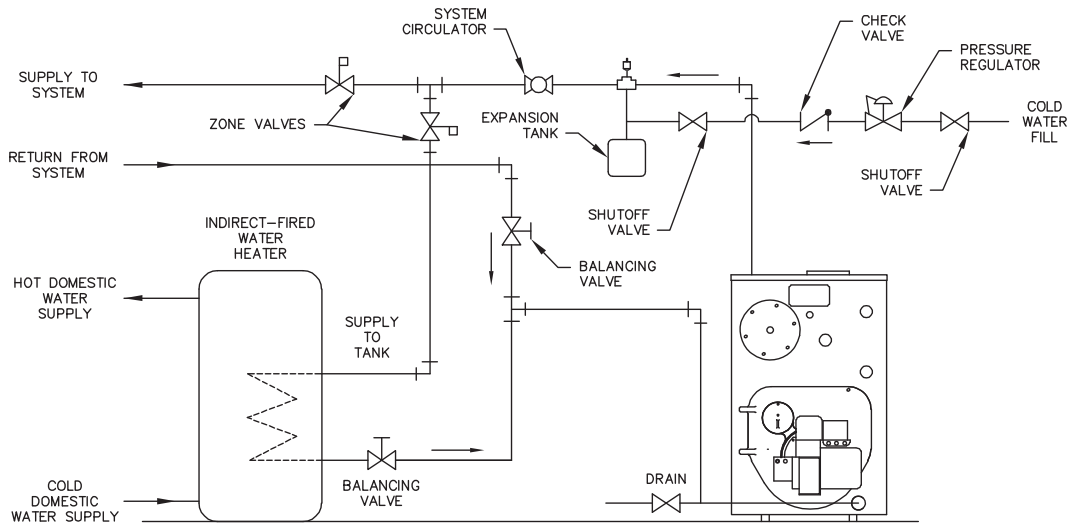 SYSTEM
CIRCULATOR
CHECK
VALVE
PRESSURE
REGULATOR
SUPPLY TO
SYSTEM
ZONE VALVES
EXPANSION
TANK
COLD
WATER
FILL
RETURN FROM
SYSTEM
SHUTOFF
VALVE
SHUTOFF
VALVE
INDIRECT-FIRED
WATER
HEATER
BALANCING
VALVE
HOT DOMESTIC
WATER
SUPPLY
SUPPLY
TO
TANK
COLD
DOMESTIC
WATER SUPPLY
BALANCING
VALVE
DRAIN